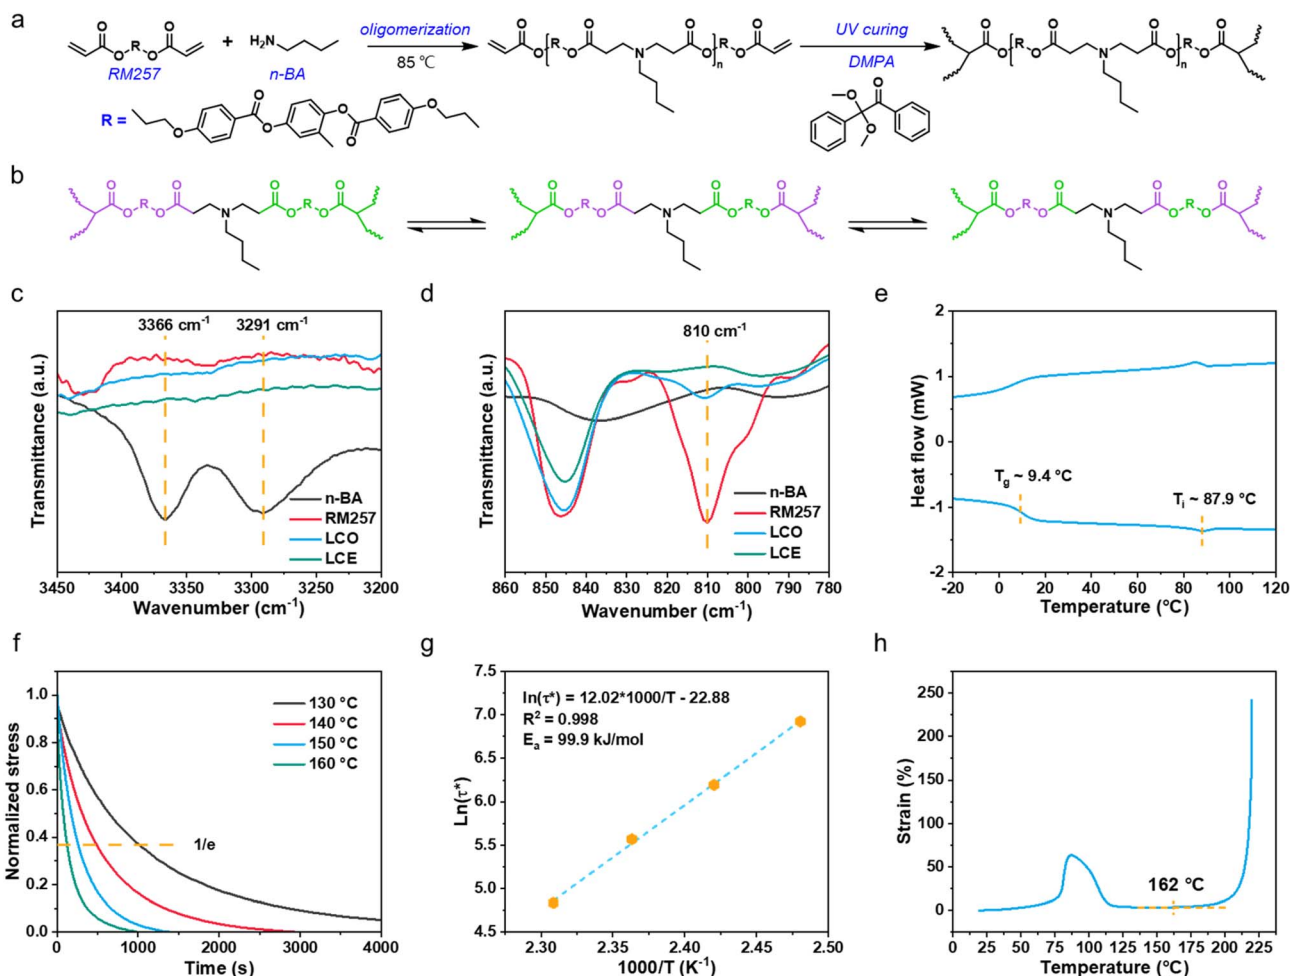 a
O
O
R
O
O
RM257
+
H₂N
n-BA
oligomerization
85 ℃
O
O
R
O
O
N
O
O
n
R
O
O
UV curing
DMPA
O
O
O
O
O
R
O
O
N
O
O
n
R
O
O
R =
O
O
O
O
O
O
b
O
O
R
O
O
N
O
O
R
O
O
O
O
R
O
O
N
O
O
R
O
O
O
O
R
O
O
N
O
O
R
O
O
c
3366 cm⁻¹
3291 cm⁻¹
Transmittance (a.u.)
n-BA
RM257
LCO
LCE
3450 3400 3350 3300 3250 3200
Wavenumber (cm⁻¹)
d
810 cm⁻¹
Transmittance (a.u.)
n-BA
RM257
LCO
LCE
860 850 840 830 820 810 800 790 780
Wavenumber (cm⁻¹)
e
Heat flow (mW)
2
1
0
-1
-2
Tg ~ 9.4 °C
Ti ~ 87.9 °C
-20 0 20 40 60 80 100 120
Temperature (°C)
f
Normalized stress
1.0
0.8
0.6
0.4
0.2
0.0
130 °C
140 °C
150 °C
160 °C
1/e
0 1000 2000 3000 4000
Time (s)
g
Ln(τ*)
7.5
7.0
6.5
6.0
5.5
5.0
4.5
ln(τ*) = 12.02*1000/T - 22.88
R² = 0.998
Ea = 99.9 kJ/mol
2.30 2.35 2.40 2.45 2.50
1000/T (K⁻¹)
h
Strain (%)
250
200
150
100
50
0
162 °C
0 25 50 75 100 125 150 175 200 225
Temperature (°C)